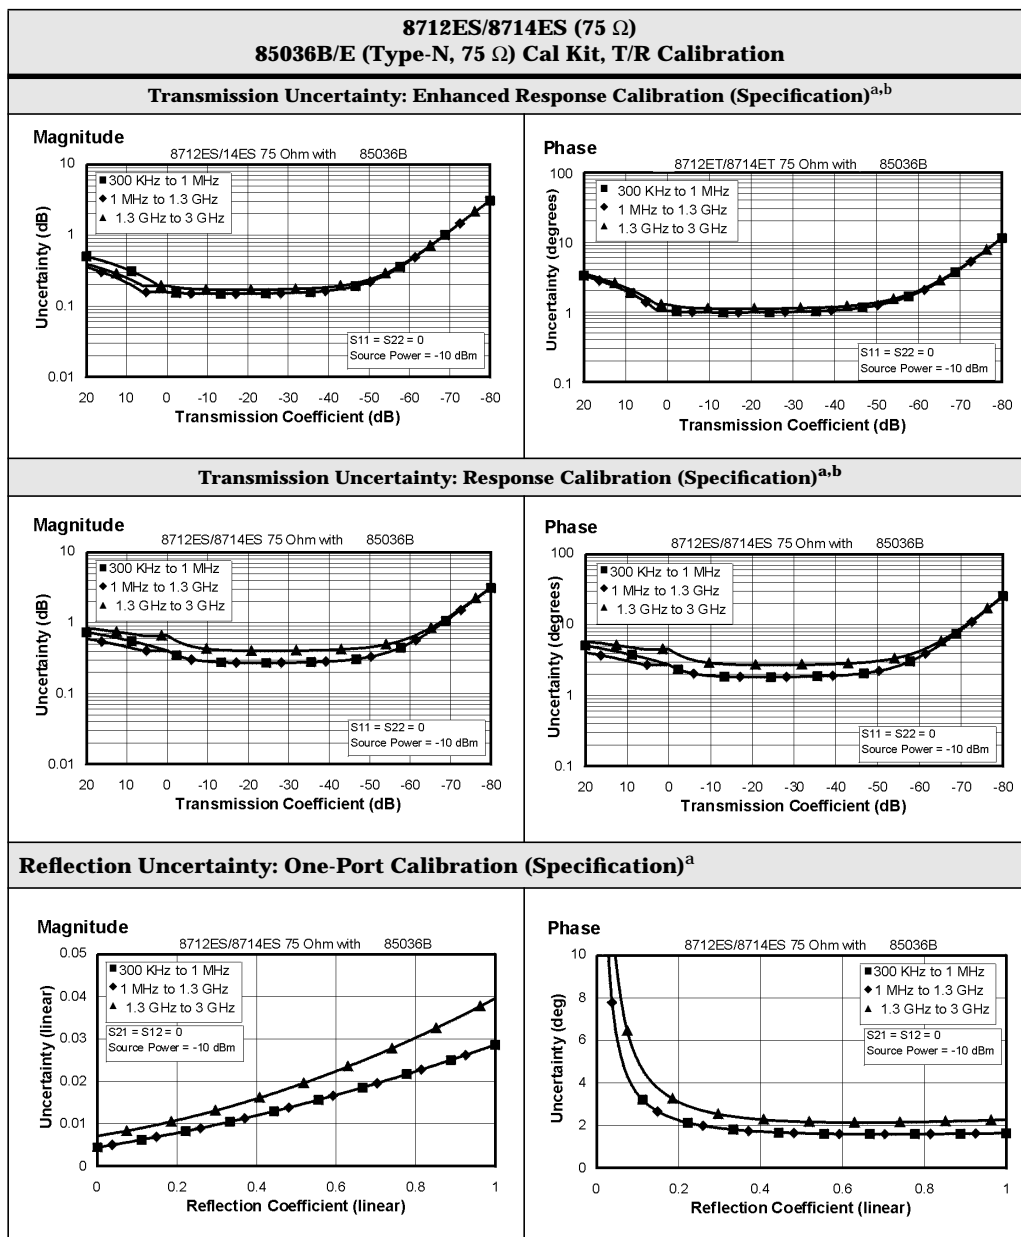 8712ES/8714ES (75 Ω)
85036B/E (Type-N, 75 Ω) Cal Kit, T/R Calibration
Transmission Uncertainty: Enhanced Response Calibration (Specification)a,b
Magnitude
8712ES/14ES 75 Ohm with 85036B
10
1
0.1
0.01
Uncertainty (dB)
300 KHz to 1 MHz
1 MHz to 1.3 GHz
1.3 GHz to 3 GHz
S11 = S22 = 0
Source Power = -10 dBm
20 10 0 -10 -20 -30 -40 -50 -60 -70 -80
Transmission Coefficient (dB)
Phase
8712ET/8714ET 75 Ohm with 85036B
100
10
1
0.1
Uncertainty (degrees)
300 KHz to 1 MHz
1 MHz to 1.3 GHz
1.3 GHz to 3 GHz
S11 = S22 = 0
Source Power = -10 dBm
20 10 0 -10 -20 -30 -40 -50 -60 -70 -80
Transmission Coefficient (dB)
Transmission Uncertainty: Response Calibration (Specification)a,b
Magnitude
8712ES/8714ES 75 Ohm with 85036B
10
1
0.1
0.01
Uncertainty (dB)
300 KHz to 1 MHz
1 MHz to 1.3 GHz
1.3 GHz to 3 GHz
S11 = S22 = 0
Source Power = -10 dBm
20 10 0 -10 -20 -30 -40 -50 -60 -70 -80
Transmission Coefficient (dB)
Phase
8712ES/8714ES 75 Ohm with 85036B
100
10
1
0.1
Uncertainty (degrees)
300 KHz to 1 MHz
1 MHz to 1.3 GHz
1.3 GHz to 3 GHz
S11 = S22 = 0
Source Power = -10 dBm
20 10 0 -10 -20 -30 -40 -50 -60 -70 -80
Transmission Coefficient (dB)
Reflection Uncertainty: One-Port Calibration (Specification)a
Magnitude
8712ES/8714ES 75 Ohm with 85036B
0.05
0.04
0.03
0.02
0.01
0
Uncertainty (linear)
300 KHz to 1 MHz
1 MHz to 1.3 GHz
1.3 GHz to 3 GHz
S21 = S12 = 0
Source Power = -10 dBm
0 0.2 0.4 0.6 0.8 1
Reflection Coefficient (linear)
Phase
8712ES/8714ES 75 Ohm with 85036B
10
8
6
4
2
0
Uncertainty (deg)
300 KHz to 1 MHz
1 MHz to 1.3 GHz
1.3 GHz to 3 GHz
S21 = S12 = 0
Source Power = -10 dBm
0 0.2 0.4 0.6 0.8 1
Reflection Coefficient (linear)